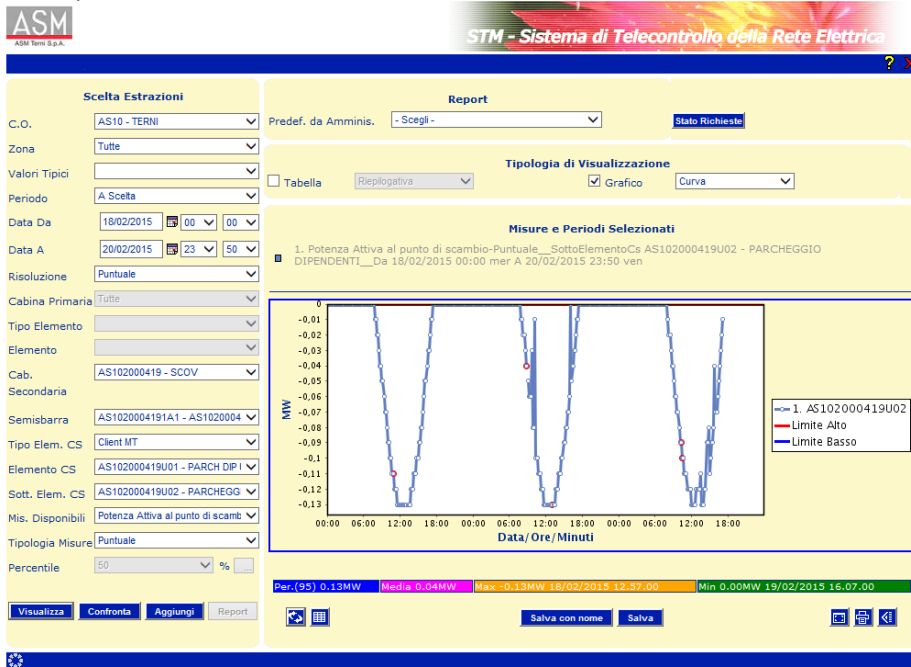 ASM
ASM Terni S.p.A.
STM - Sistema di Telecontrollo della Rete Elettrica
? X
Scelta Estrazioni
C.O. AS10 - TERNI
Zona Tutte
Valori Tipici
Periodo A Scelta
Data Da 18/02/2015 00 00
Data A 20/02/2015 23 50
Risoluzione Puntuale
Cabina Primaria Tutte
Tipo Elemento
Elemento
Cab. AS102000419 - SCOV
Secondaria
Semisbarra AS1020004191A1 - AS1020004
Tipo Elem. CS Client MT
Elemento CS AS102000419U01 - PARCH DIP I
Sott. Elem. CS AS102000419U02 - PARCHEGG
Mis. Disponibili Potenza Attiva al punto di scamb
Tipologia Misure Puntuale
Percentile 50 % ...
Visualizza Confronta Aggiungi Report
Report
Predef. da Amminis. - Scegli - Stato Richieste
Tipologia di Visualizzazione
Tabella Riepilogativa Grafico Curva
Misure e Periodi Selezionati
1. Potenza Attiva al punto di scambio-Puntuale__SottoElementoCs AS102000419U02 - PARCHEGGIO
DIPENDENTI__Da 18/02/2015 00:00 mer A 20/02/2015 23:50 ven
0
-0,01
-0,02
-0,03
-0,04
-0,05
-0,06
-0,07
-0,08
-0,09
-0,1
-0,11
-0,12
-0,13
MW
00:00 06:00 12:00 18:00 00:00 06:00 12:00 18:00 00:00 06:00 12:00 18:00
Data/Ore/Minuti
1. AS102000419U02
Limite Alto
Limite Basso
Per.(95) 0.13MW Media 0.04MW Max -0.13MW 18/02/2015 12.57.00 Min 0.00MW 19/02/2015 16.07.00
Salva con nome Salva